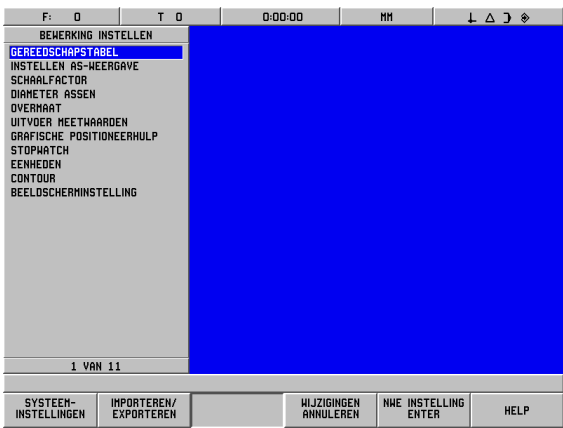 F: 0 T 0 0:00:00 MM
BEWERKING INSTELLEN
GEREEDSCHAPSTABEL
INSTELLEN AS-WEERGAVE
SCHAALFACTOR
DIAMETER ASSEN
OVERMAAT
UITVOER MEETWAARDEN
GRAFISCHE POSITIONEERHULP
STOPWATCH
EENHEDEN
CONTOUR
BEELDSCHERMINSTELLING
1 VAN 11
SYSTEEM-
INSTELLINGEN
IMPORTEREN/
EXPORTEREN
WIJZIGINGEN
ANNULEREN
NWE INSTELLING
ENTER
HELP